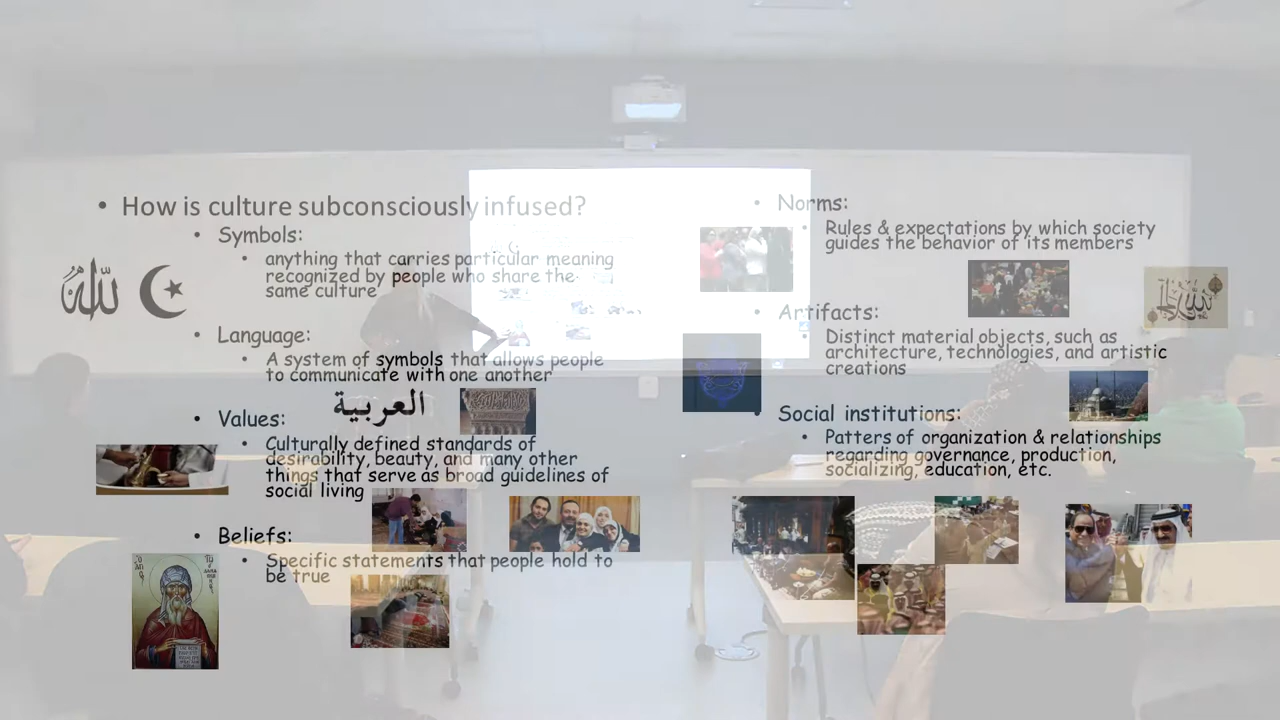 • How is culture subconsciously infused?
• Symbols:
• anything that carries particular meaning
recognized by people who share the
same culture
الله
• Language:
• A system of symbols that allows people
to communicate with one another
العربية
• Values:
• Culturally defined standards of
desirability, beauty, and many other
things that serve as broad guidelines of
social living
• Beliefs:
• Specific statements that people hold to
be true
• Norms:
• Rules & expectations by which society
guides the behavior of its members
• Artifacts:
• Distinct material objects, such as
architecture, technologies, and artistic
creations
• Social institutions:
• Patters of organization & relationships
regarding governance, production,
socializing, education, etc.